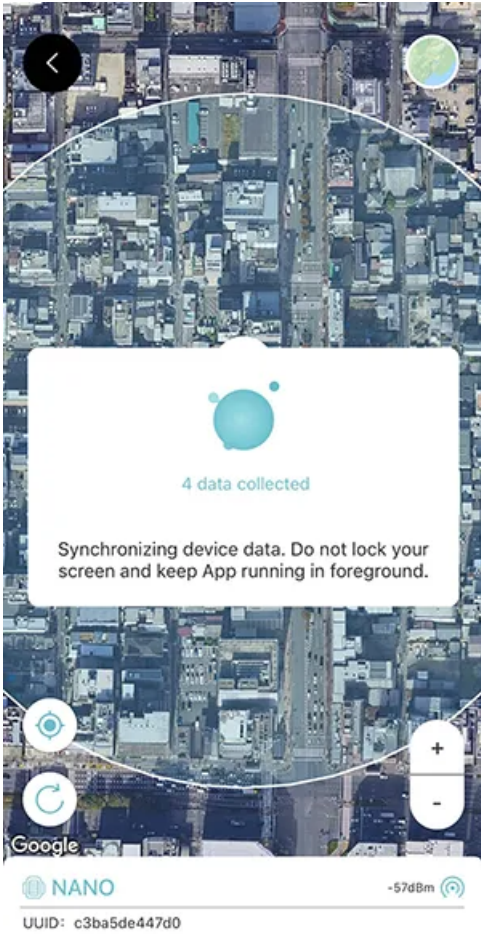 4 data collected
Synchronizing device data. Do not lock your
screen and keep App running in foreground.
+
-
Google
NANO
-57dBm
UUID: c3ba5de447d0